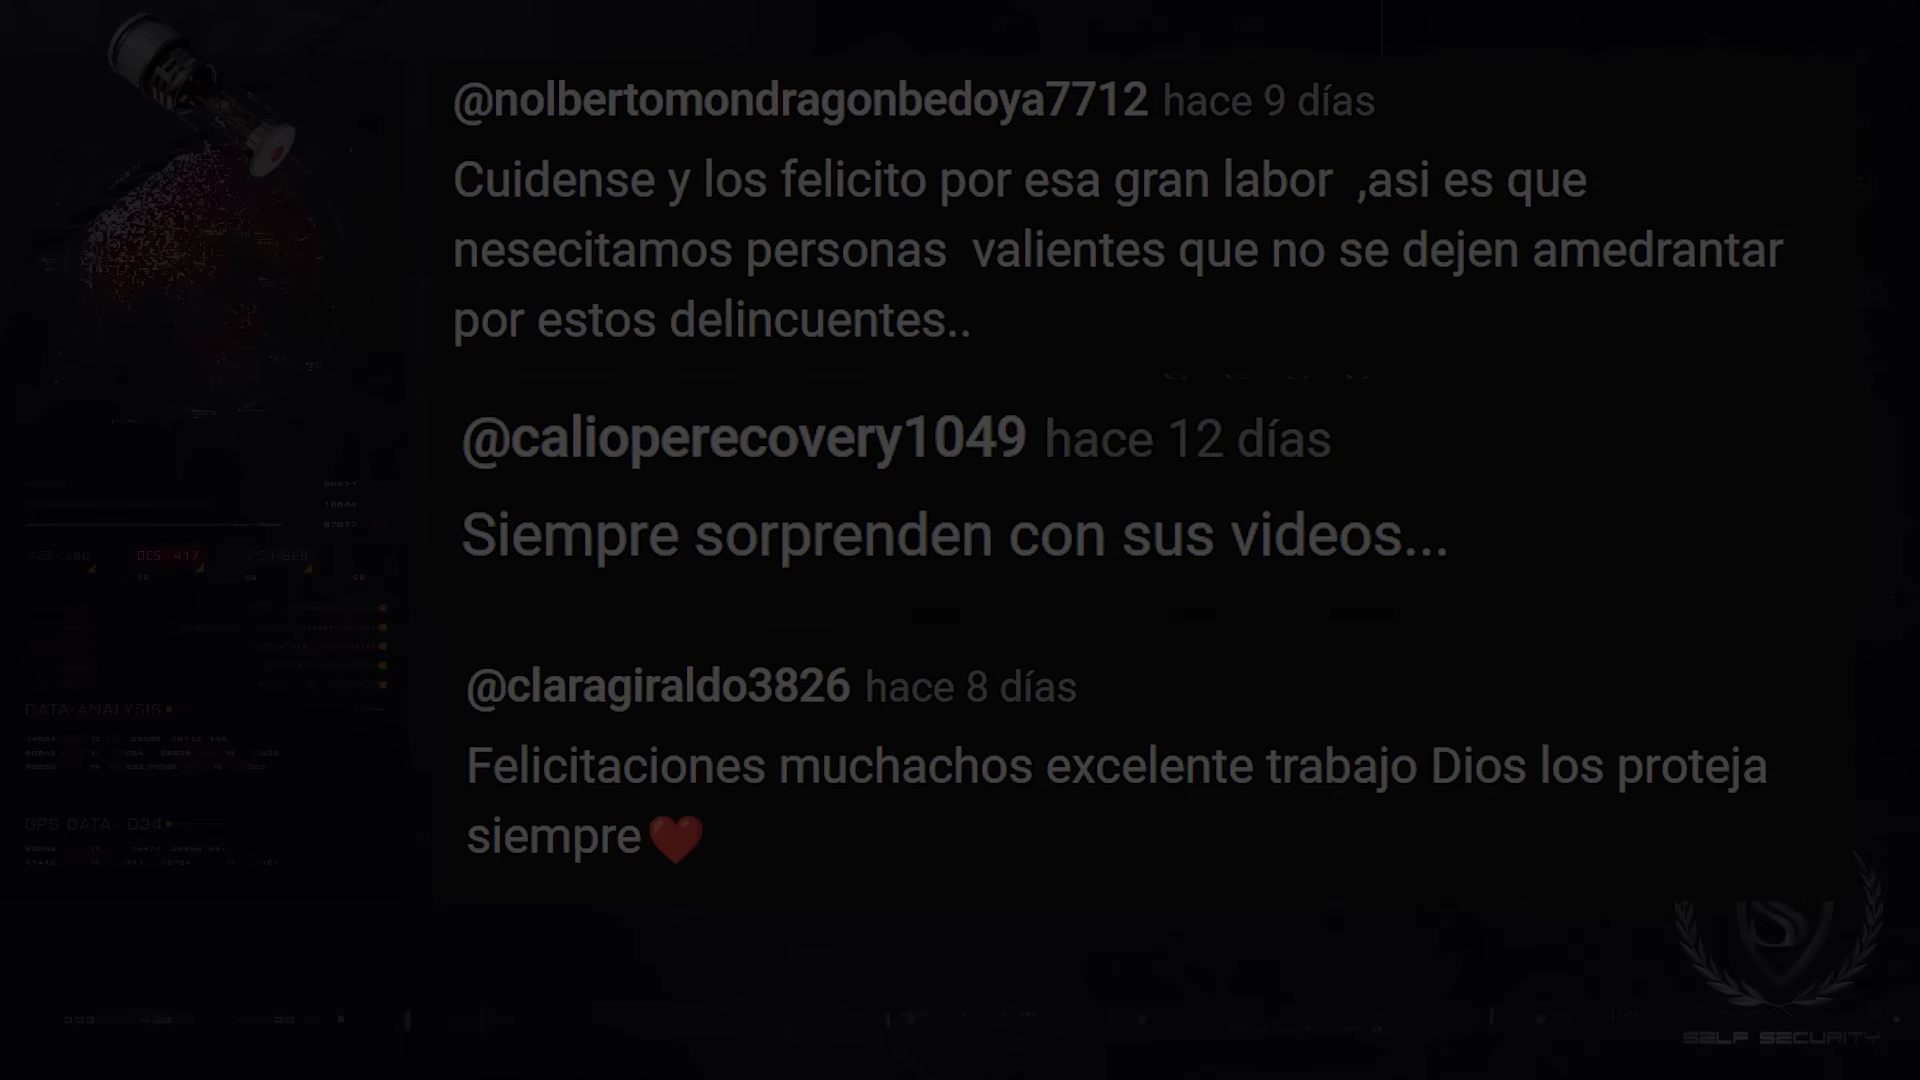 @nolbertomondragonbedoya7712 hace 9 días
Cuidense y los felicito por esa gran labor ,asi es que
nesecitamos personas valientes que no se dejen amedrantar
por estos delincuentes..
@calioperecovery1049 hace 12 días
Siempre sorprenden con sus videos...
@claragiraldo3826 hace 8 días
Felicitaciones muchachos excelente trabajo Dios los proteja
siempre❤️
DCS-417
DATA ANALYSIS
GPS DATA - 024
SELF SECURITY